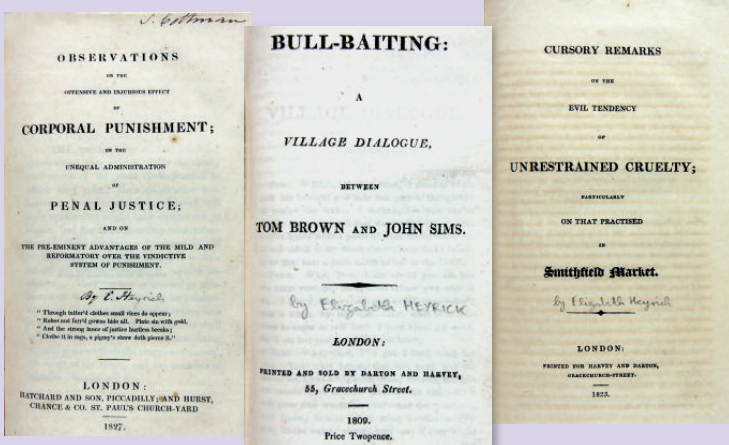 J. Coltman
OBSERVATIONS
ON THE
OFFENSIVE AND INJURIOUS EFFECT
OF
CORPORAL PUNISHMENT;
ON THE
UNEQUAL ADMINISTRATION
OF
PENAL JUSTICE;
AND ON
THE PRE-EMINENT ADVANTAGES OF THE MILD AND
REFORMATORY OVER THE VINDICTIVE
SYSTEM OF PUNISHMENT.
By E. Heyrick
"Through tatter'd clothes small vices do appear;
"Robes and furr'd gowns hide all. Plate sin with gold,
"And the strong lance of justice hurtless breaks;
"Clothe it in rags, a pigmy's straw doth pierce it."
LONDON:
HATCHARD AND SON, PICCADILLY; AND HURST,
CHANCE & CO. ST. PAUL'S CHURCH-YARD
1827.
BULL-BAITING:
A
VILLAGE DIALOGUE,
BETWEEN
TOM BROWN AND JOHN SIMS.
by Elizabeth HEYRICK
LONDON:
PRINTED AND SOLD BY DARTON AND HARVEY,
55, Gracechurch Street.
1809.
Price Twopence.
CURSORY REMARKS
ON THE
EVIL TENDENCY
OF
UNRESTRAINED CRUELTY;
PARTICULARLY
ON THAT PRACTISED
IN
Smithfield Market.
by Elizabeth Heyrick
LONDON:
PRINTED FOR HARVEY AND DARTON,
GRACECHURCH-STREET.
1823.